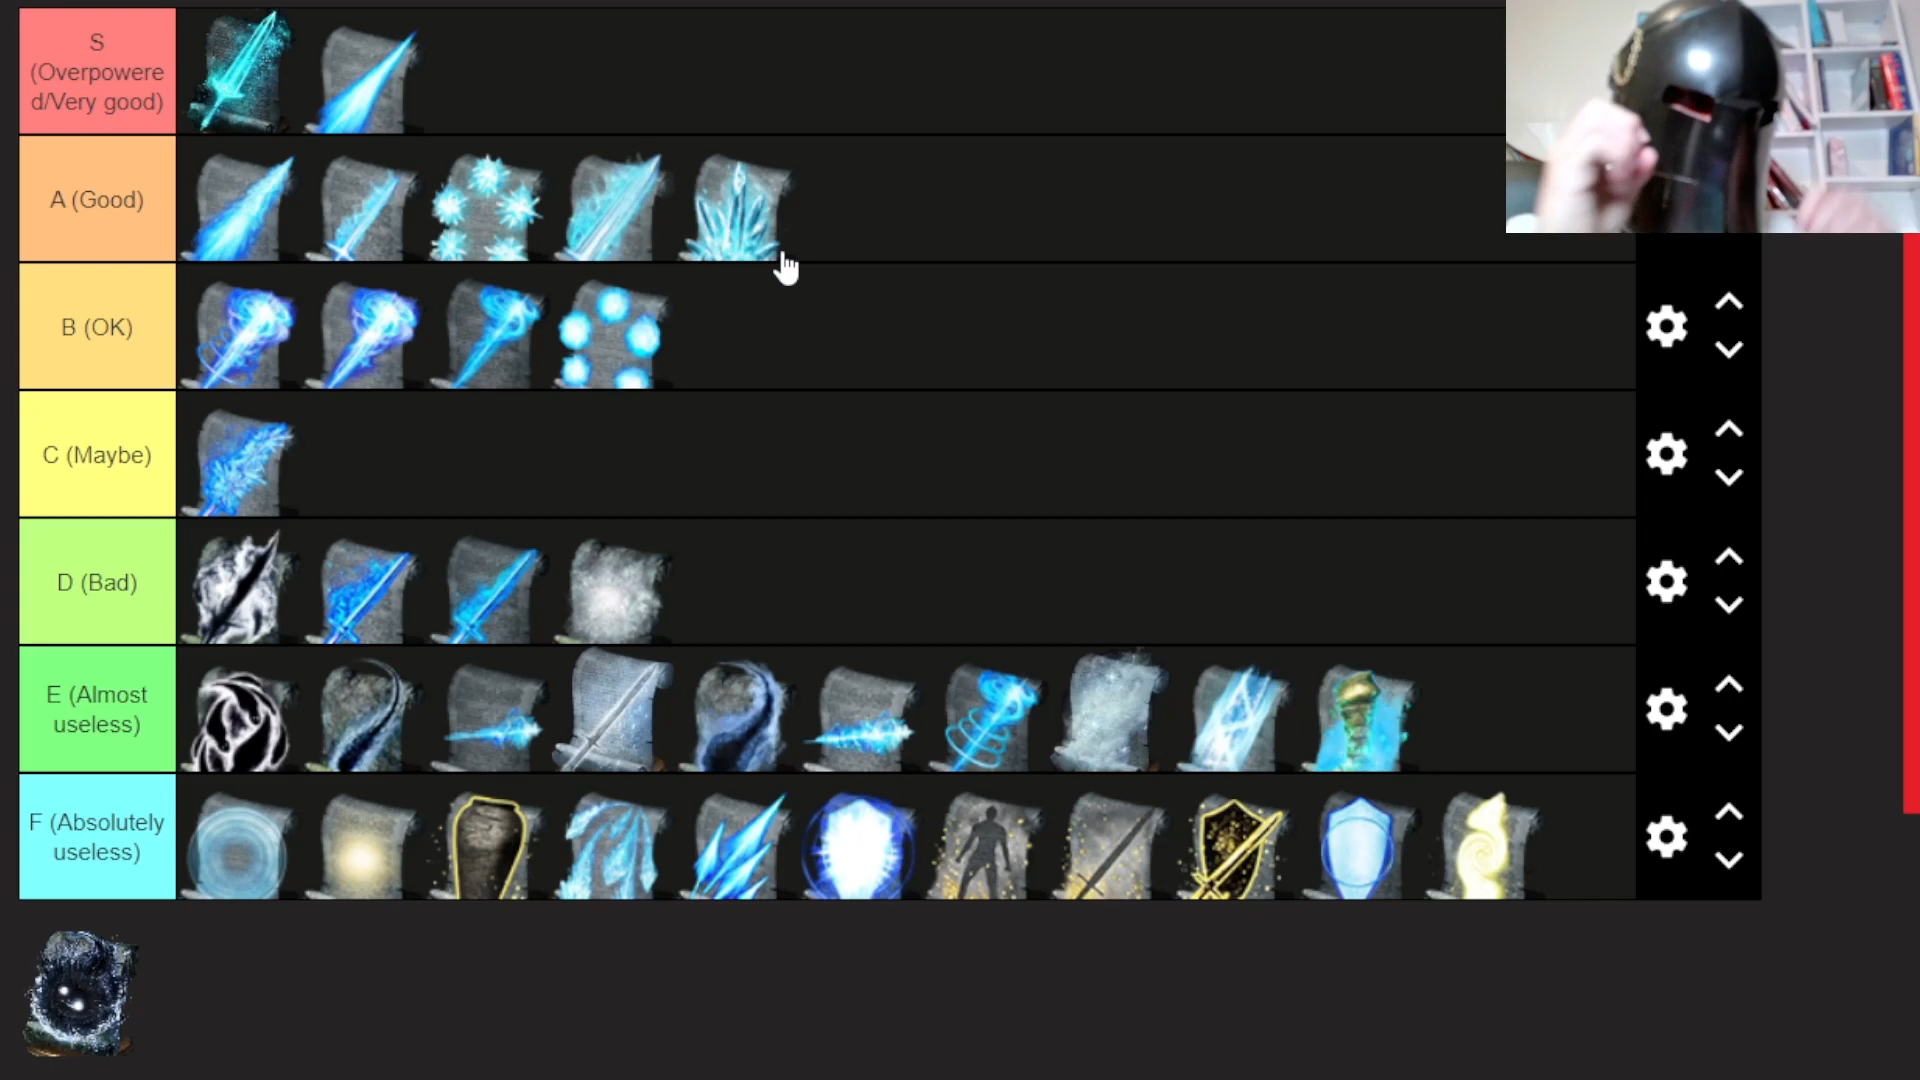 S
(Overpowere
d/Very good)
A (Good)
B (OK)
C (Maybe)
D (Bad)
E (Almost
useless)
F (Absolutely
useless)